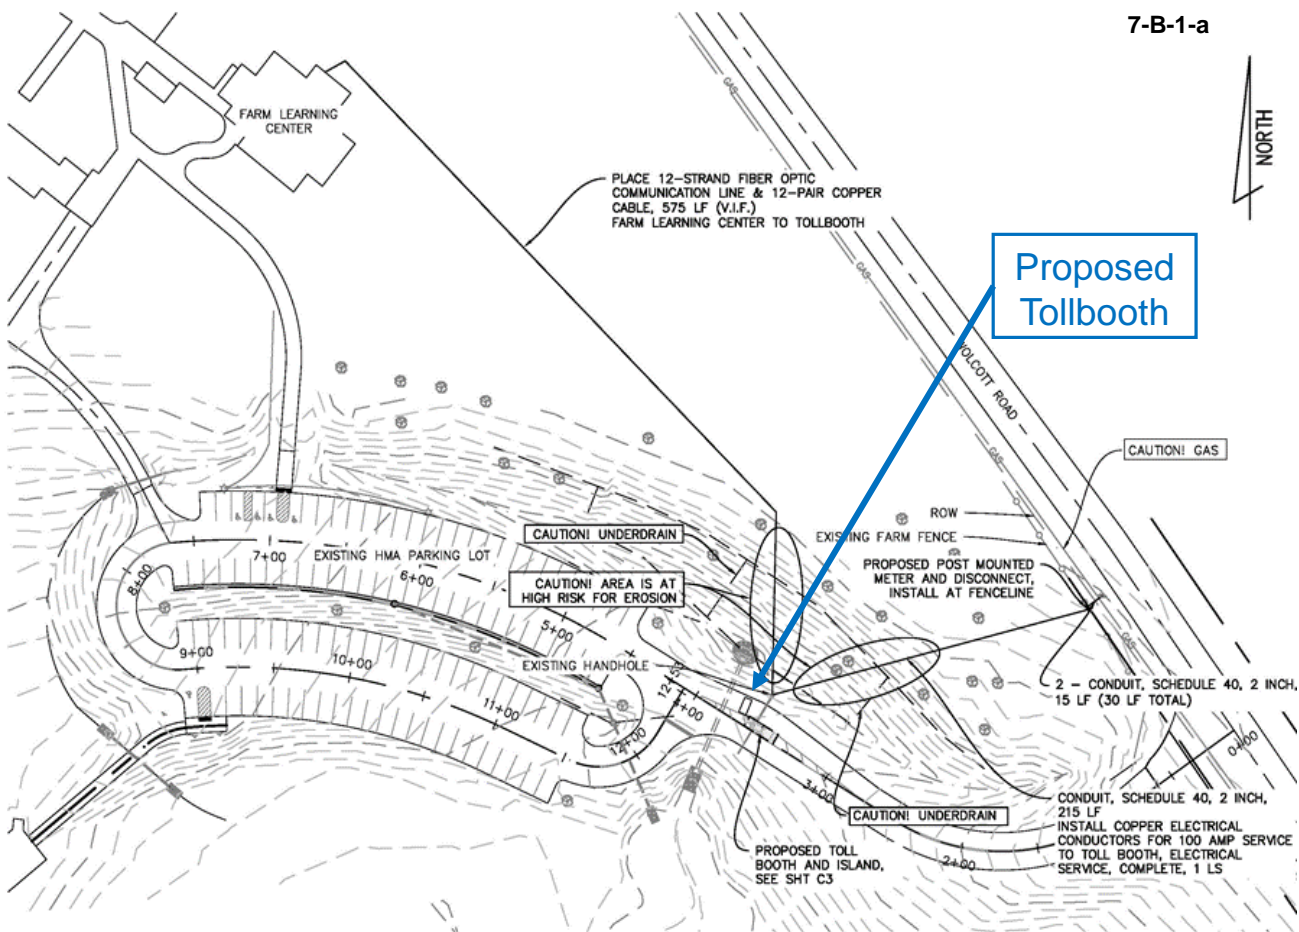 7-B-1-a
NORTH
FARM LEARNING
CENTER
GAS
PLACE 12-STRAND FIBER OPTIC
COMMUNICATION LINE & 12-PAIR COPPER
CABLE, 575 LF (V.I.F.)
FARM LEARNING CENTER TO TOLLBOOTH
GAS
Proposed
Tollbooth
GAS
WOLCOTT ROAD
GAS
CAUTION! GAS
ROW
EXISTING FARM FENCE
PROPOSED POST MOUNTED
METER AND DISCONNECT,
INSTALL AT FENCELINE
GAS
CAUTION! UNDERDRAIN
CAUTION! AREA IS AT
HIGH RISK FOR EROSION
EXISTING HMA PARKING LOT
7+00
6+00
5+00
8+00
9+00
10+00
11+00
12+00
4+00
EXISTING HANDHOLE
2 - CONDUIT, SCHEDULE 40, 2 INCH,
15 LF (30 LF TOTAL)
0+00
3+00
CAUTION! UNDERDRAIN
2+00
PROPOSED TOLL
BOOTH AND ISLAND,
SEE SHT C3
CONDUIT, SCHEDULE 40, 2 INCH,
215 LF
INSTALL COPPER ELECTRICAL
CONDUCTORS FOR 100 AMP SERVICE
TO TOLL BOOTH, ELECTRICAL
SERVICE, COMPLETE, 1 LS